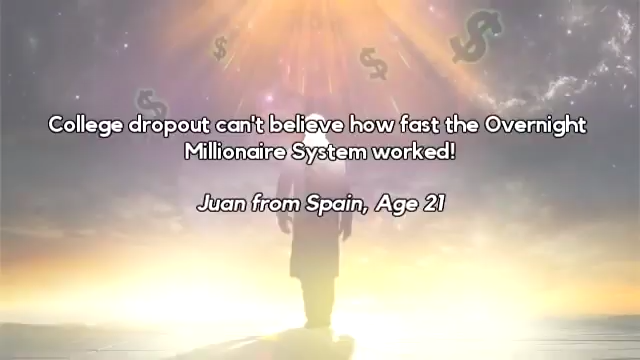 College dropout can't believe how fast the Overnight
Millionaire System worked!
Juan from Spain, Age 21